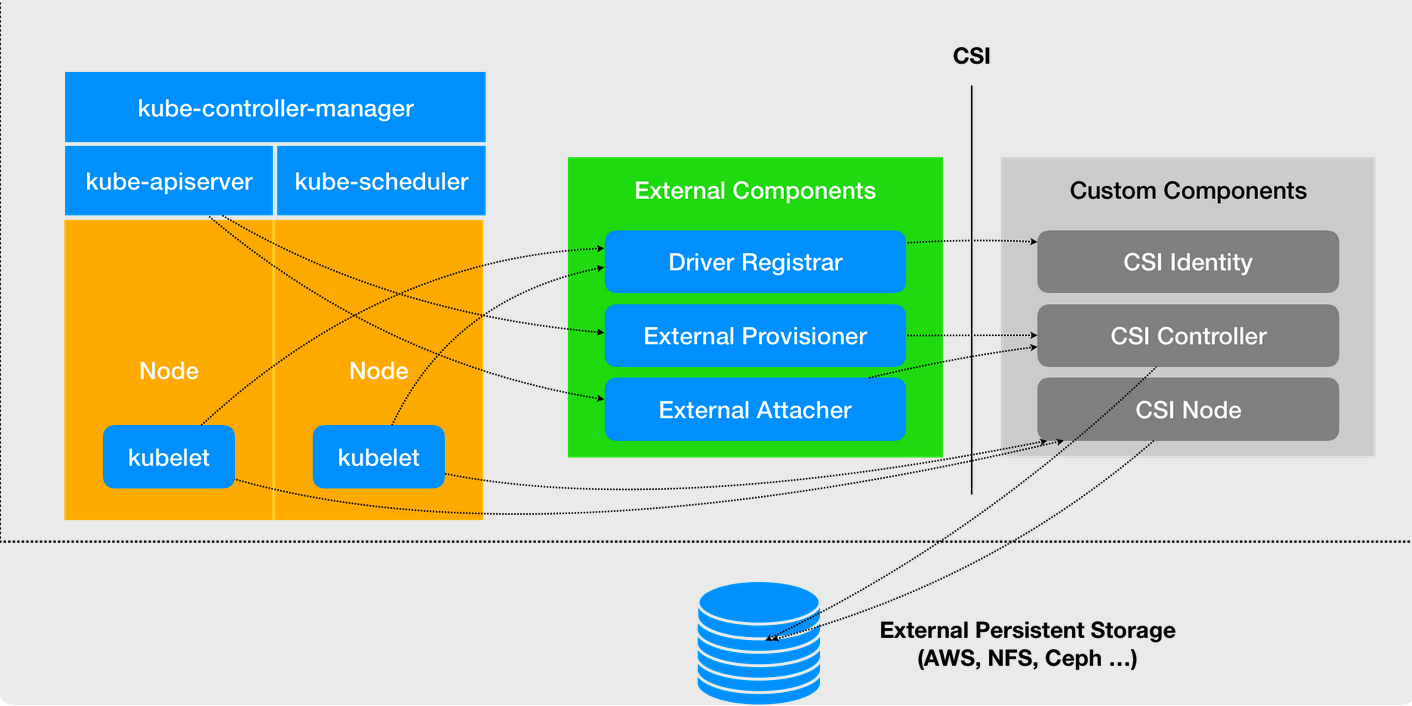 CSI
kube-controller-manager
kube-apiserver
kube-scheduler
External Components
Custom Components
Driver Registrar
CSI Identity
External Provisioner
CSI Controller
Node
Node
External Attacher
CSI Node
kubelet
kubelet
External Persistent Storage
(AWS, NFS, Ceph ...)